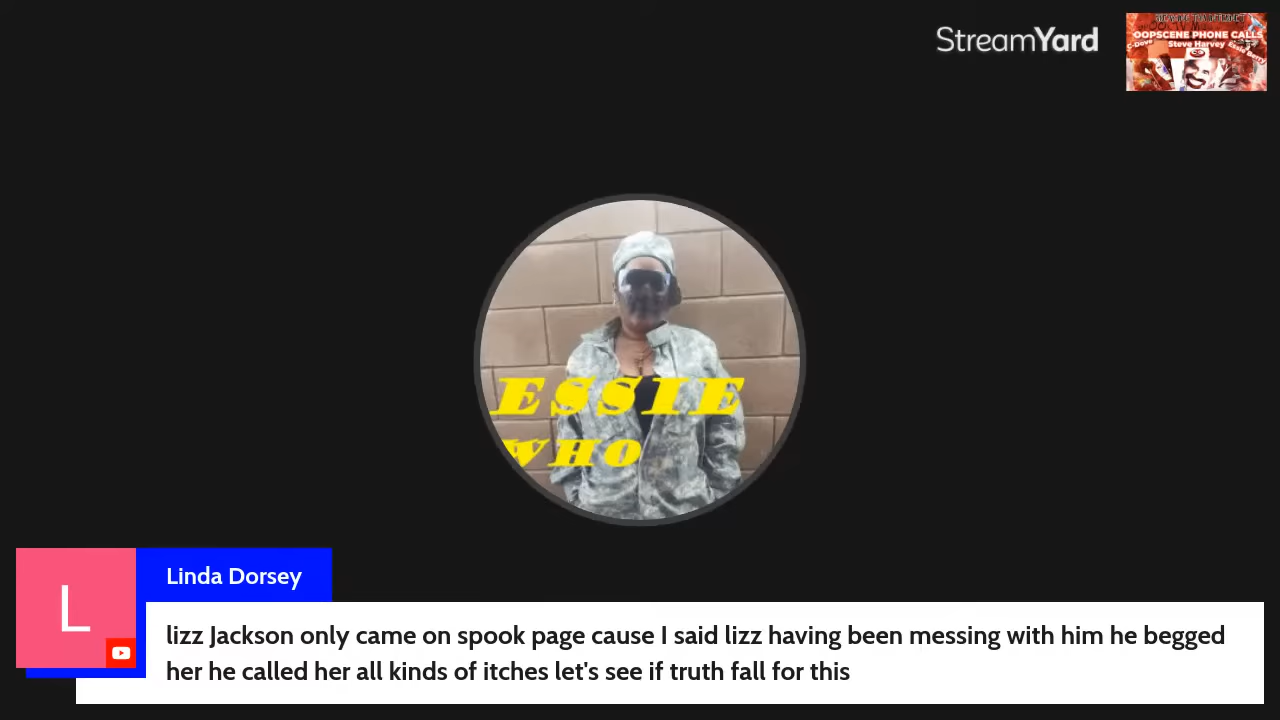 StreamYard
OOPSCENE PHONE CALLS
Steve Harvey
ESSIE
WHO
L
Linda Dorsey
lizz Jackson only came on spook page cause I said lizz having been messing with him he begged
her he called her all kinds of itches let's see if truth fall for this